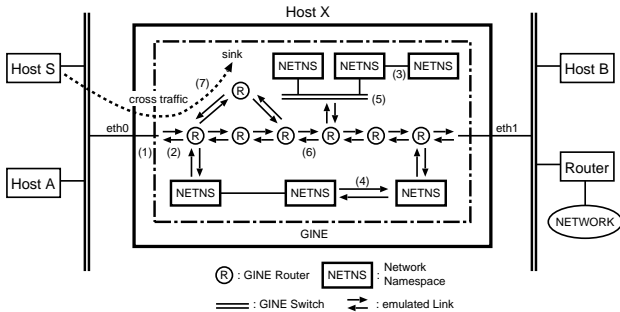 Host X
Host S
sink
NETNS
NETNS
(3)
NETNS
Host B
(7)
R
cross traffic
(5)
eth0
eth1
(1)
(2)
R
R
R
(6)
R
R
R
Host A
Router
(4)
NETNS
NETNS
NETNS
NETWORK
GINE
R : GINE Router
NETNS : Network
Namespace
: GINE Switch
: emulated Link